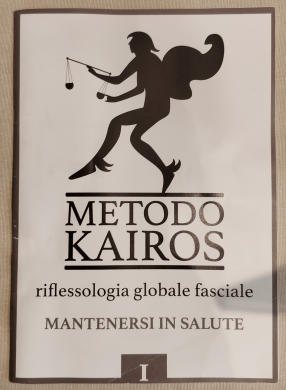 METODO
KAIROS
riflessologia globale fasciale
MANTENERSI IN SALUTE
I